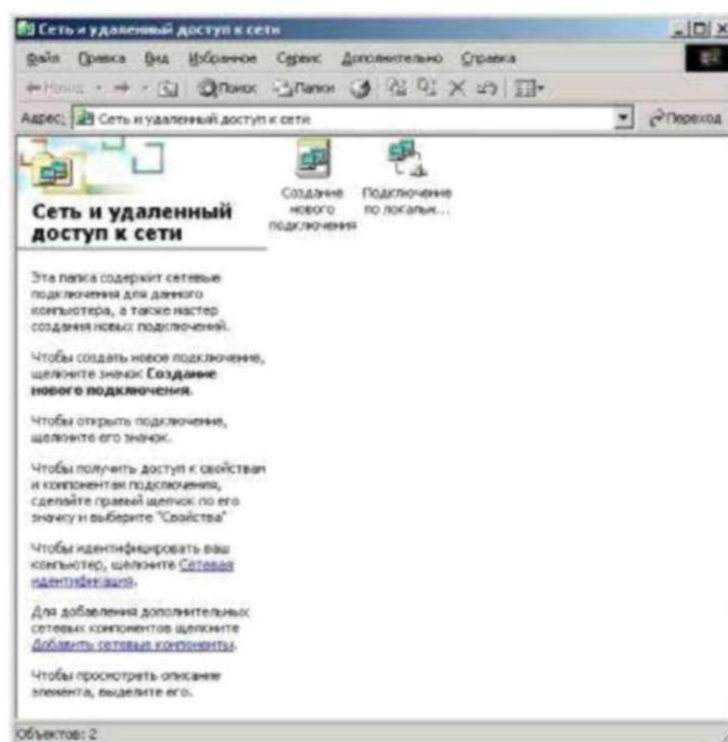 Сеть и удаленный доступ к сети
Файл Правка Вид Избранное Сервис Дополнительно Справка
Назад Поиск Папки
Адрес: Сеть и удаленный доступ к сети Переход
Сеть и удаленный
доступ к сети
Создание
нового
подключения
Подключение
по локальн...
Эта папка содержит сетевые
подключения для данного
компьютера, а также мастер
создания новых подключений.
Чтобы создать новое подключение,
щелкните значок Создание
нового подключения.
Чтобы открыть подключение,
щелкните его значок.
Чтобы получить доступ к свойствам
и компонентам подключения,
сделайте правый щелчок по его
значку и выберите "Свойства"
Чтобы идентифицировать ваш
компьютер, щелкните Сетевая
идентификация.
Для добавления дополнительных
сетевых компонентов щелкните
Добавить сетевые компоненты.
Чтобы просмотреть описание
элемента, выделите его.
Объектов: 2